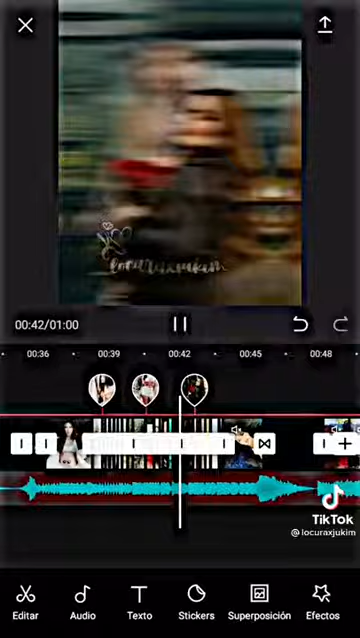 locuraxjukim
00:42/01:00
00:36 00:39 00:42 00:45 00:48
TikTok
@locuraxjukim
Editar Audio Texto Stickers Superposición Efectos